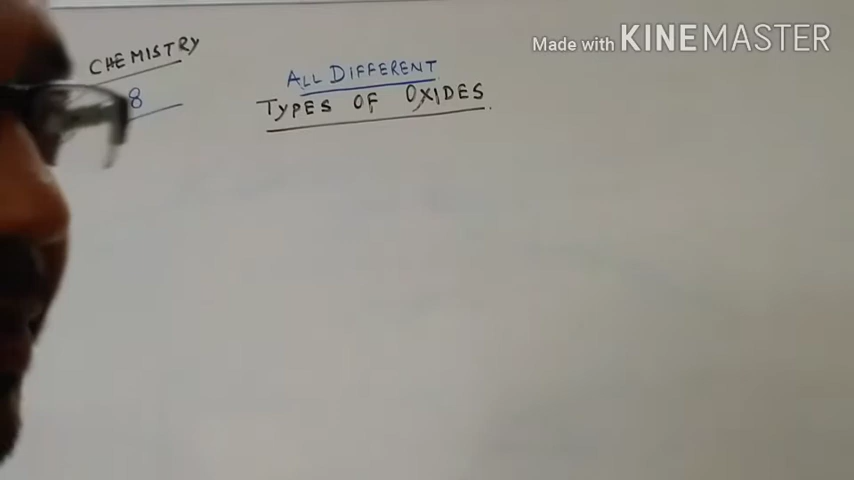 CHEMISTRY
8
ALL DIFFERENT
TYPES OF OXIDES.
Made with KINEMASTER